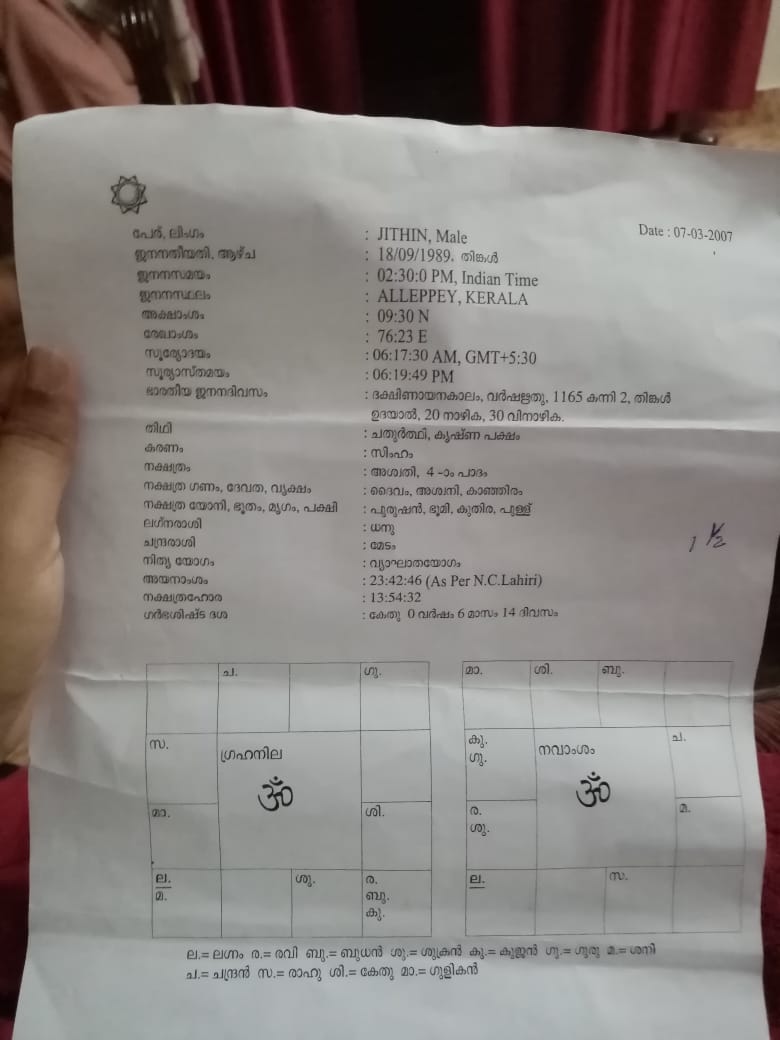 Date : 07-03-2007
പേര്, ലിംഗം : JITHIN, Male
ജനനതീയതി, ആഴ്ച : 18/09/1989, തിങ്കൾ
ജനനസമയം : 02:30:0 PM, Indian Time
ജനനസ്ഥലം : ALLEPPEY, KERALA
അക്ഷാംശം : 09:30 N
രേഖാംശം : 76:23 E
സൂര്യോദയം : 06:17:30 AM, GMT+5:30
സൂര്യാസ്തമയം : 06:19:49 PM
ഭാരതീയ ജനനദിവസം : ദക്ഷിണായനകാലം, വർഷഋതു, 1165 കന്നി 2, തിങ്കൾ
ഉദയാൽ, 20 നാഴിക, 30 വിനാഴിക.
തിഥി : ചതുർത്ഥി, കൃഷ്ണ പക്ഷം
കരണം : സിംഹം
നക്ഷത്രം : അശ്വതി, 4 -ാം പാദം
നക്ഷത്ര ഗണം, ദേവത, വൃക്ഷം : ദൈവം, അശ്വനി, കാഞ്ഞിരം
നക്ഷത്ര യോനി, ഭൂതം, മൃഗം, പക്ഷി : പുരുഷൻ, ഭൂമി, കുതിര, പുള്ള്
ലഗ്നരാശി : ധനു
ചന്ദ്രരാശി : മേടം
1 ½
നിത്യ യോഗം : വ്യാഘാതയോഗം
അയനാംശം : 23:42:46 (As Per N.C.Lahiri)
നക്ഷത്രഹോര : 13:54:32
ഗർഭശിഷ്ട ദശ : കേതു 0 വർഷം 6 മാസം 14 ദിവസം
ച. ഗു.
സ. ഗ്രഹനില
ॐ
മാ. ശി.
ല. ശു. ര.
മ. ബു.
കു.
മാ. ശി. ബു.
കു. നവാംശം ച.
ഗു.
ॐ
ര. മ.
ശു.
ല. സ.
ല.= ലഗ്നം ര.= രവി ബു.= ബുധൻ ശു.= ശുക്രൻ കു.= കുജൻ ഗു.= ഗുരു മ.= ശനി
ച.= ചന്ദ്രൻ സ.= രാഹു ശി.= കേതു മാ.= ഗുളികൻ